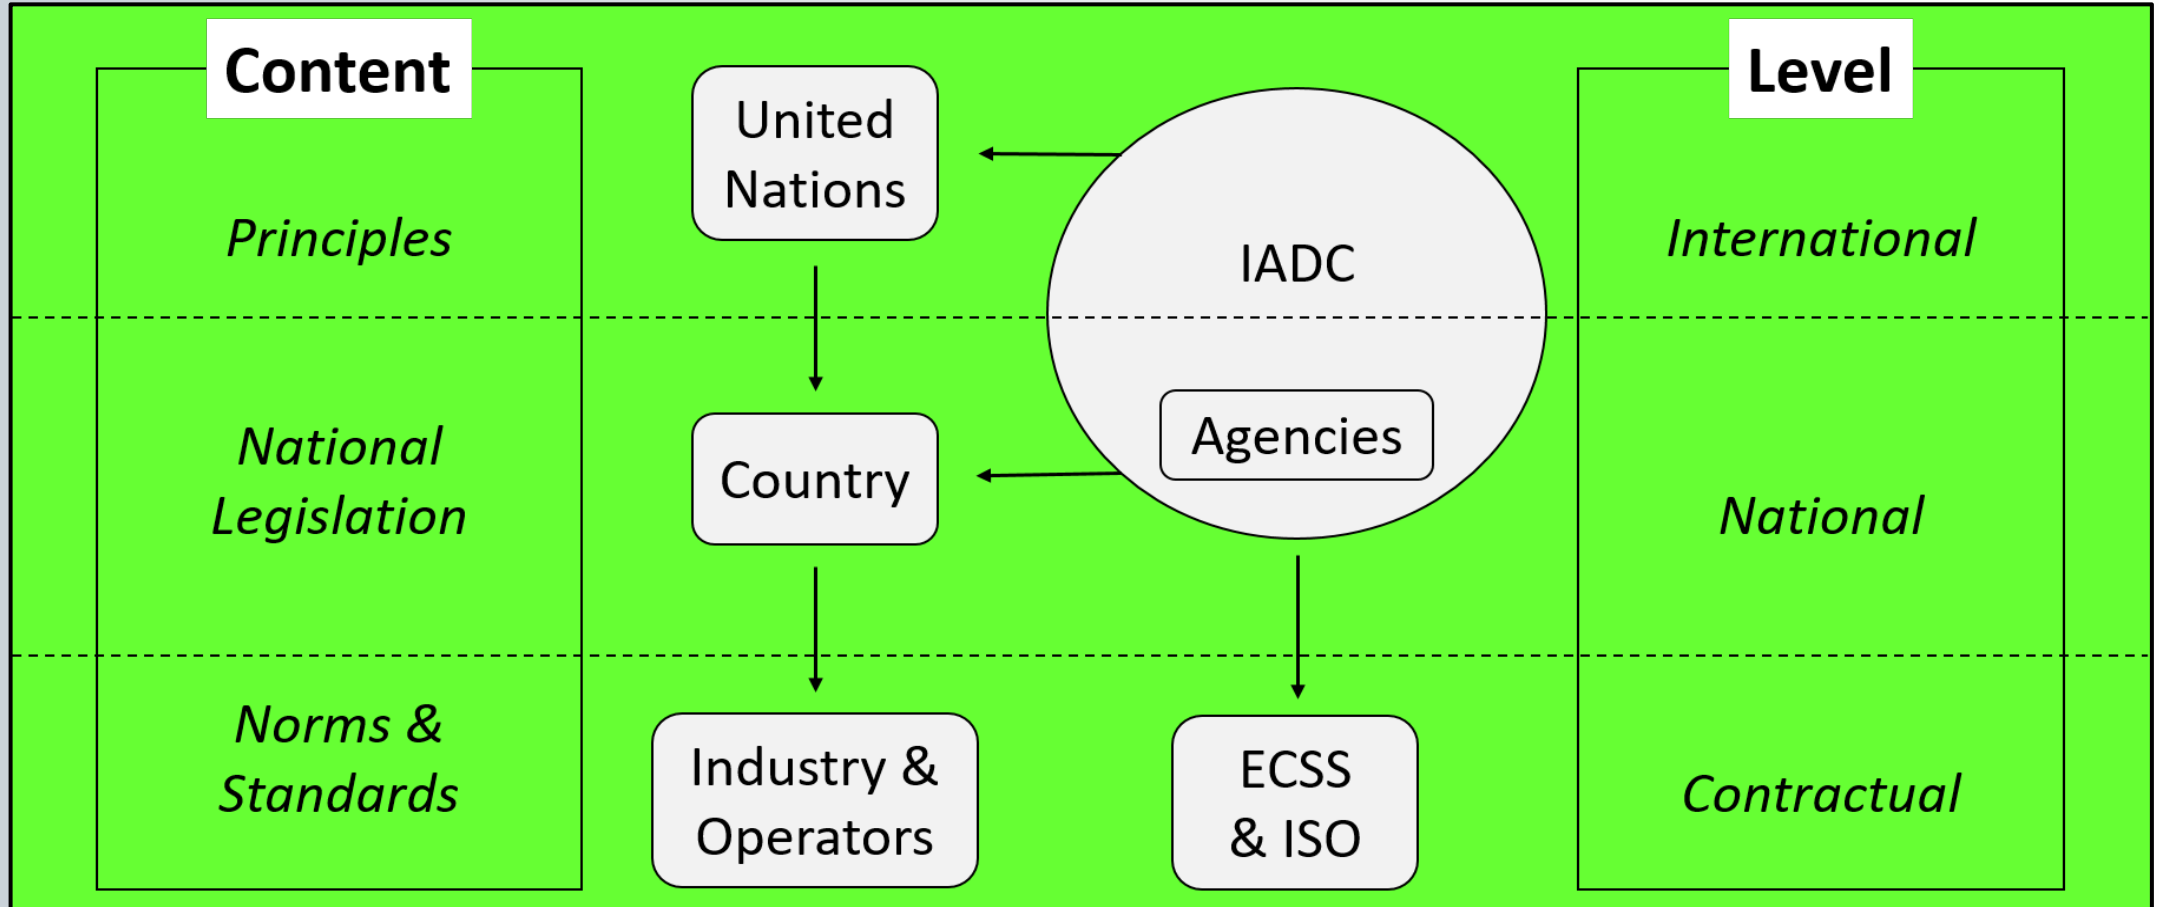 Content
Level
United
Nations
Principles
IADC
International
National
Legislation
Country
Agencies
National
Norms &
Standards
Industry &
Operators
ECSS
& ISO
Contractual